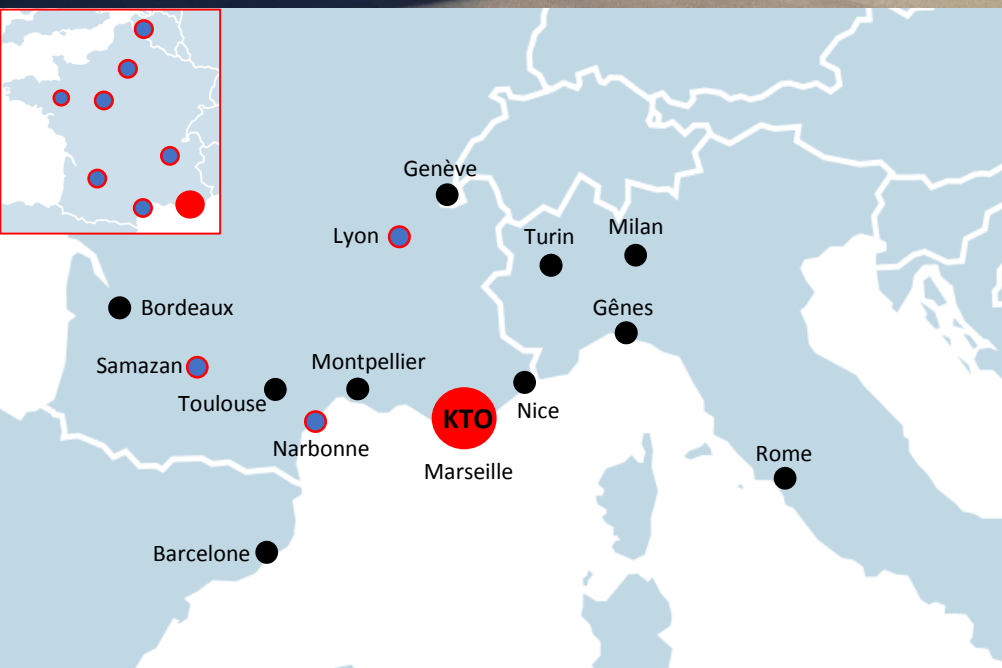 Genève
Lyon
Turin
Milan
Bordeaux
Gênes
Samazan
Montpellier
Toulouse
KTO
Nice
Narbonne
Marseille
Rome
Barcelone